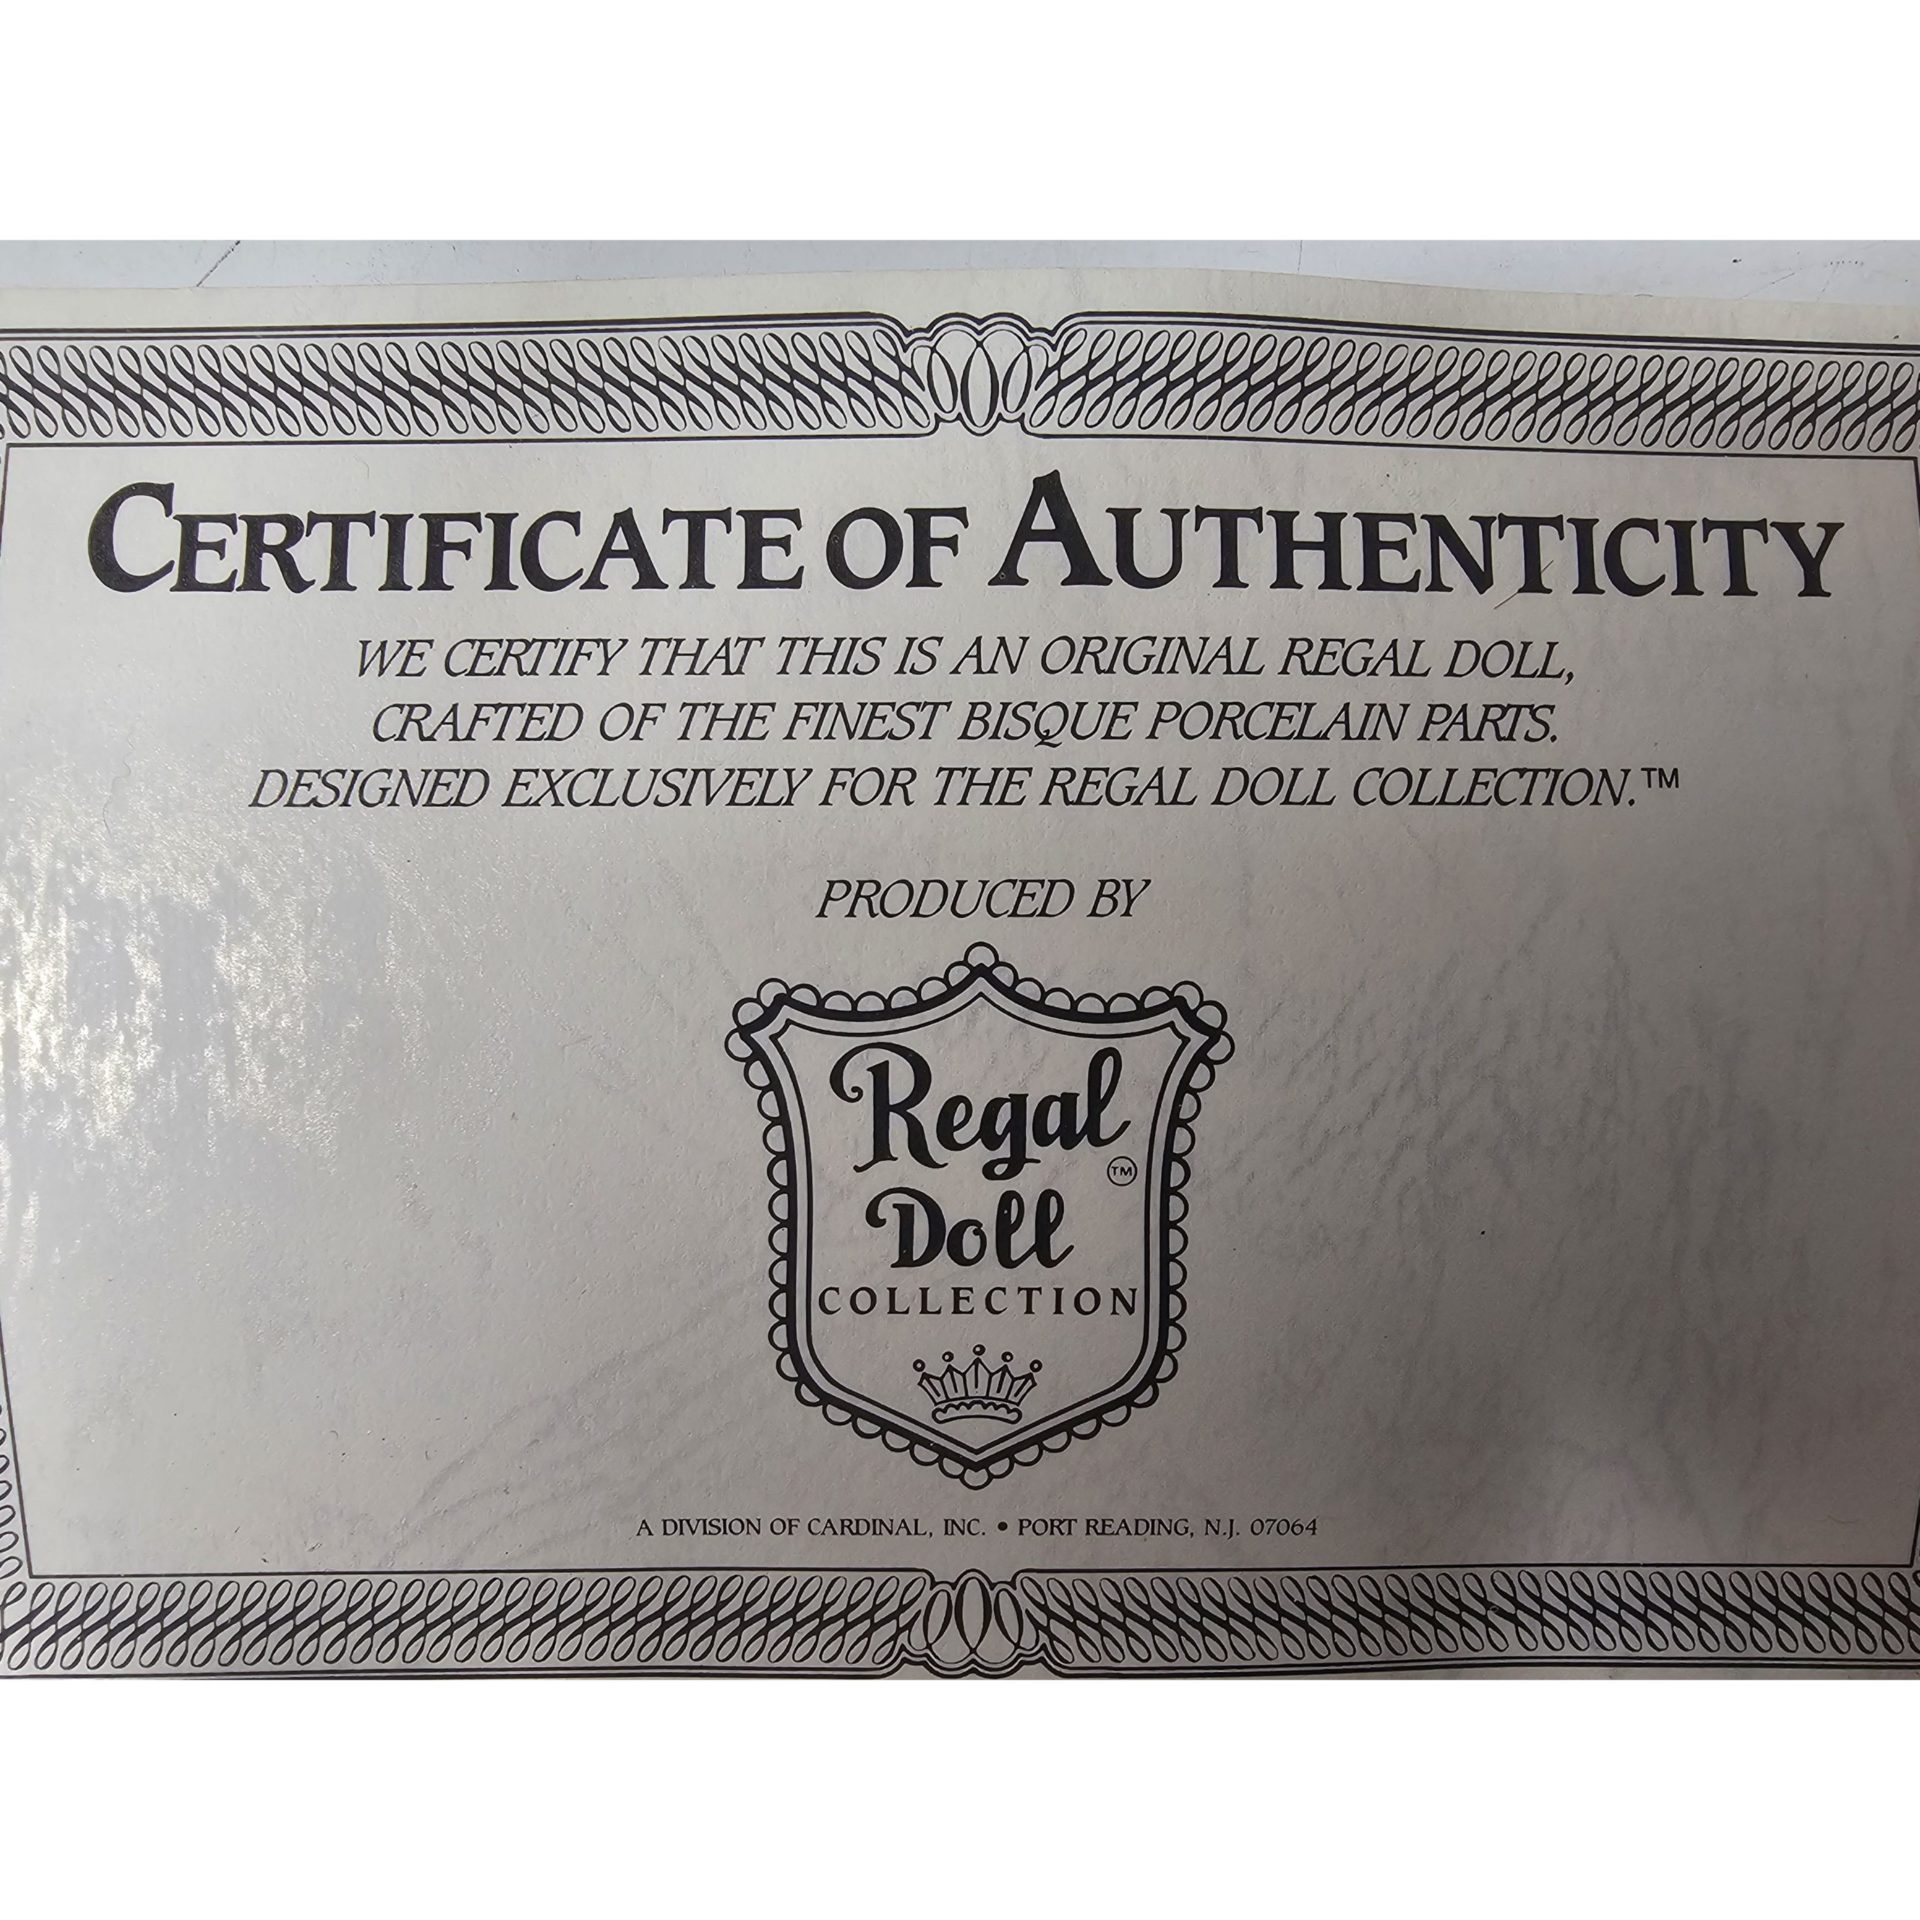 CERTIFICATE OF AUTHENTICITY
WE CERTIFY THAT THIS IS AN ORIGINAL REGAL DOLL,
CRAFTED OF THE FINEST BISQUE PORCELAIN PARTS.
DESIGNED EXCLUSIVELY FOR THE REGAL DOLL COLLECTION.™
PRODUCED BY
Regal
™
Doll
COLLECTION
A DIVISION OF CARDINAL, INC. • PORT READING, N.J. 07064